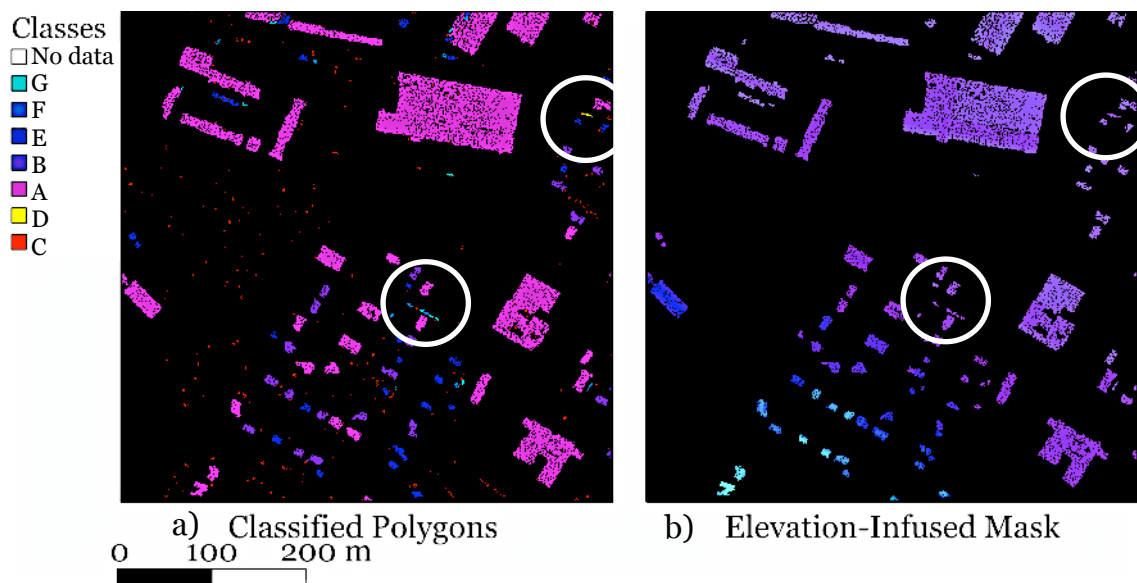 Classes
No data
G
F
E
B
A
D
C
a) Classified Polygons
b) Elevation-Infused Mask
0 100 200 m